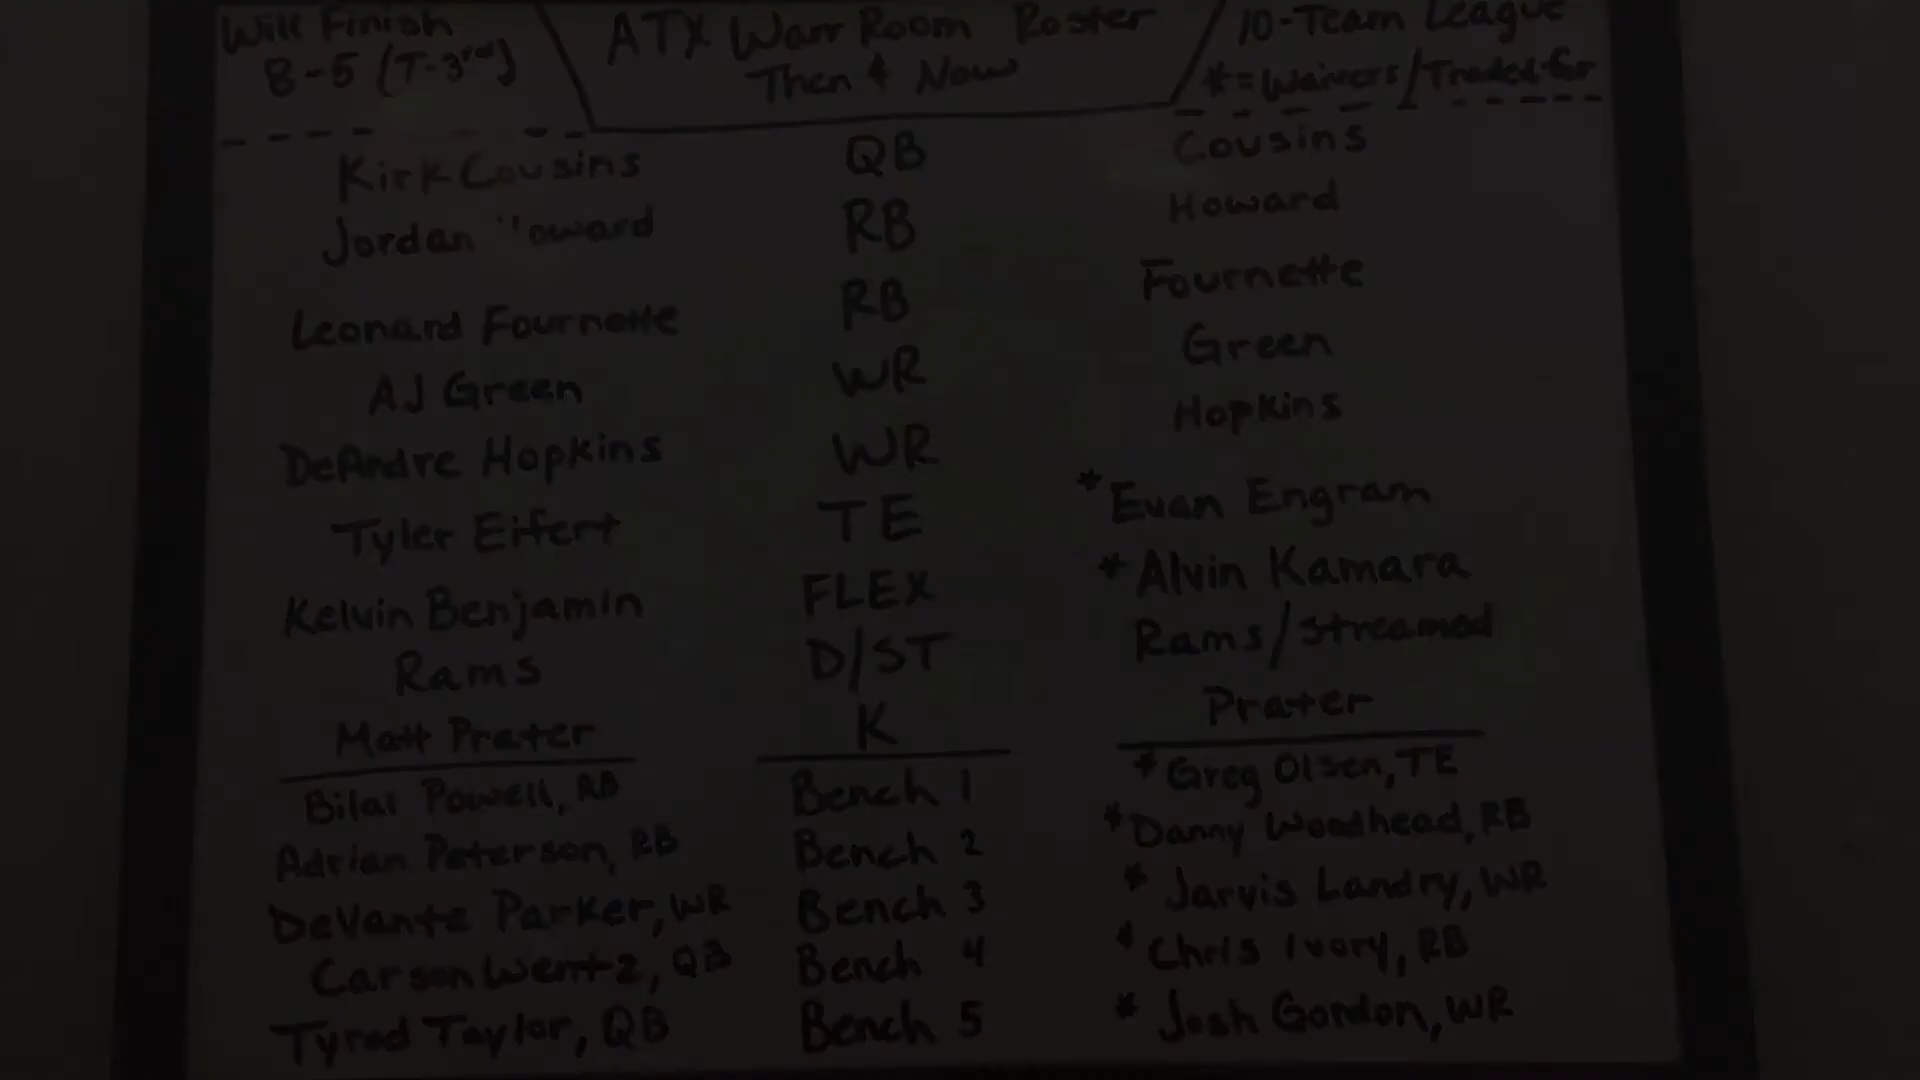 Will Finish
8-5 (T-3rd)
ATX Warr Room Roster
Then & Now
10-Team League
*=Waivers/Traded for
Kirk Cousins QB Cousins
Jordan Howard RB Howard
Leonard Fournette RB Fournette
AJ Green WR Green
DeAndre Hopkins WR Hopkins
Tyler Eifert TE *Evan Engram
Kelvin Benjamin FLEX *Alvin Kamara
Rams D/ST Rams/Streamed
Matt Prater K Prater
Bilal Powell, RB Bench 1 *Greg Olsen, TE
Adrian Peterson, RB Bench 2 *Danny Woodhead, RB
DeVante Parker, WR Bench 3 *Jarvis Landry, WR
Carson Wentz, QB Bench 4 *Chris Ivory, RB
Tyrod Taylor, QB Bench 5 *Josh Gordon, WR